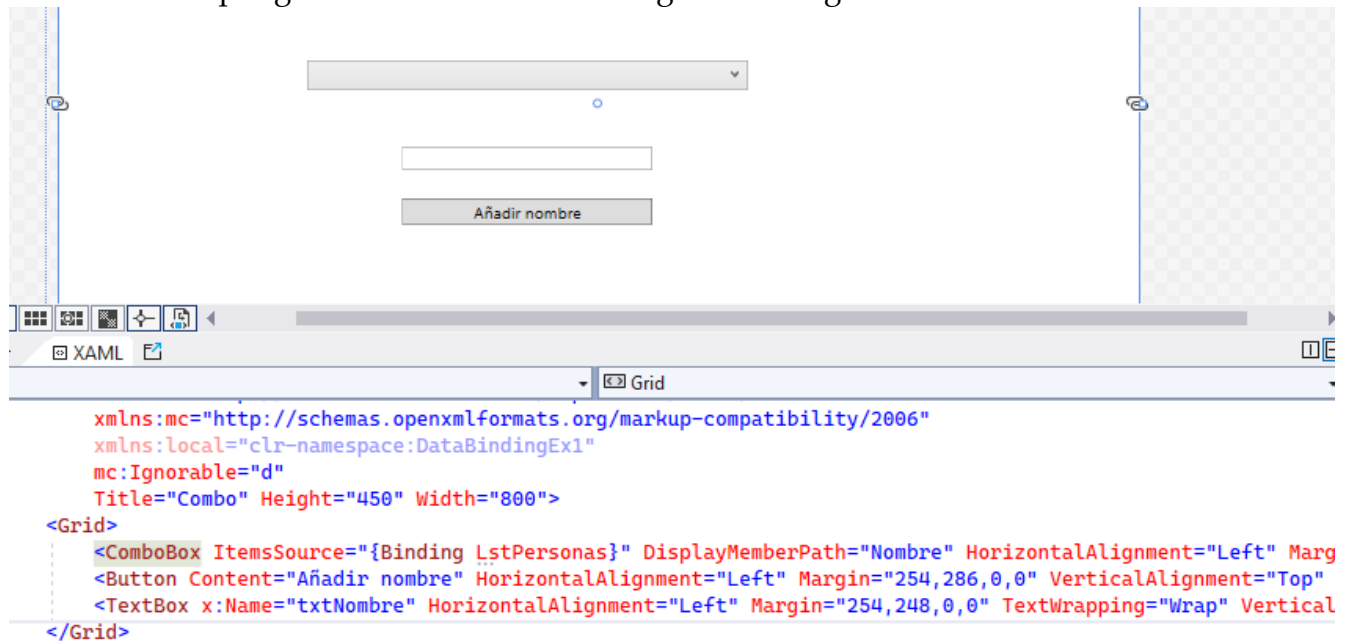 Añadir nombre
XAML
Grid
xmlns:mc="http://schemas.openxmlformats.org/markup-compatibility/2006"
xmlns:local="clr-namespace:DataBindingEx1"
mc:Ignorable="d"
Title="Combo" Height="450" Width="800">
<Grid>
<ComboBox ItemsSource="{Binding LstPersonas}" DisplayMemberPath="Nombre" HorizontalAlignment="Left" Marg
<Button Content="Añadir nombre" HorizontalAlignment="Left" Margin="254,286,0,0" VerticalAlignment="Top"
<TextBox x:Name="txtNombre" HorizontalAlignment="Left" Margin="254,248,0,0" TextWrapping="Wrap" Vertical
</Grid>